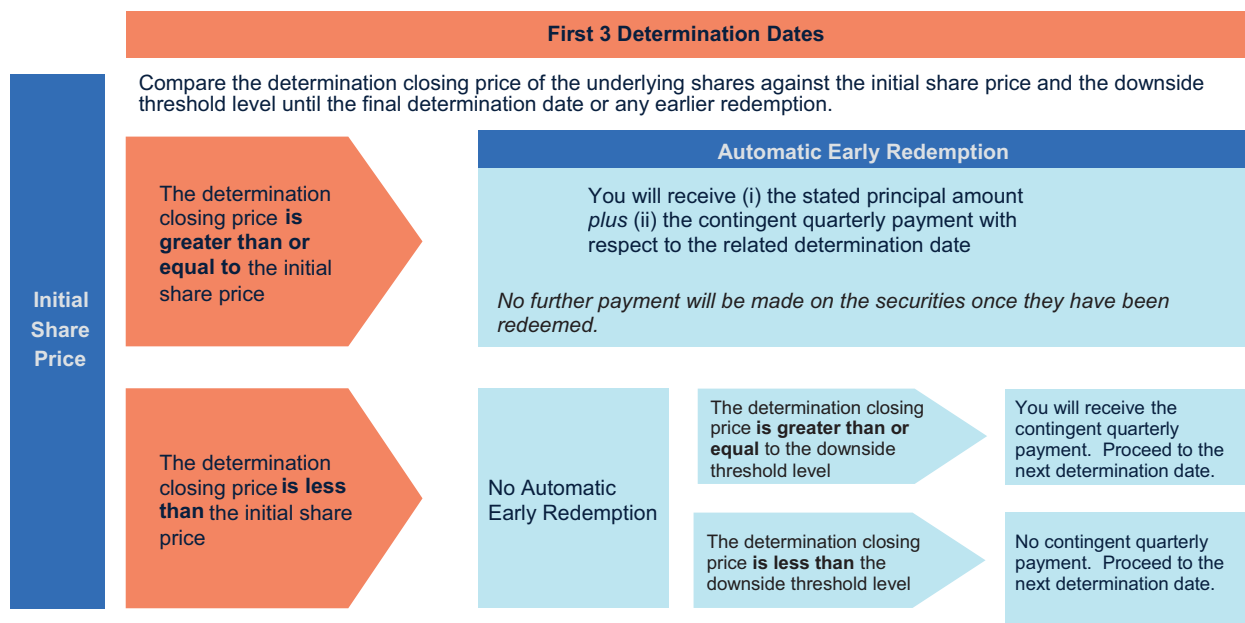 First 3 Determination Dates
Compare the determination closing price of the underlying shares against the initial share price and the downside
threshold level until the final determination date or any earlier redemption.
Initial
Share
Price
The determination
closing price is
greater than or
equal to the initial
share price
Automatic Early Redemption
You will receive (i) the stated principal amount
plus (ii) the contingent quarterly payment with
respect to the related determination date
No further payment will be made on the securities once they have been
redeemed.
The determination
closing price is less
than the initial share
price
No Automatic
Early Redemption
The determination closing
price is greater than or
equal to the downside
threshold level
You will receive the
contingent quarterly
payment. Proceed to the
next determination date.
The determination closing
price is less than the
downside threshold level
No contingent quarterly
payment. Proceed to the
next determination date.